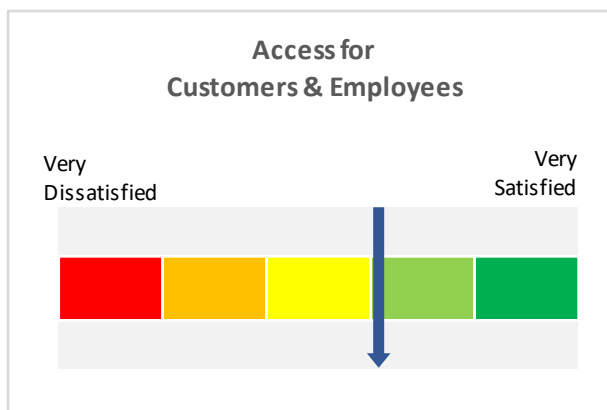 Access for
Customers & Employees
Very
Dissatisfied
Very
Satisfied